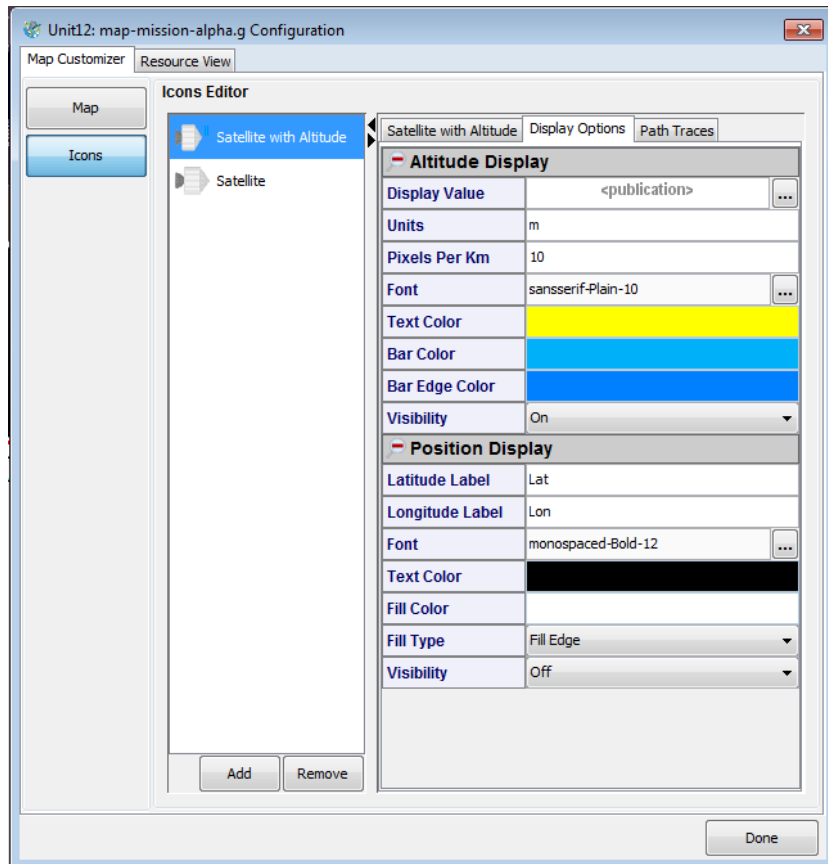 Unit12: map-mission-alpha.g Configuration
Map Customizer Resource View
Icons Editor
Map
Icons
Satellite with Altitude
Satellite
Add Remove
Satellite with Altitude Display Options Path Traces
Altitude Display
Display Value <publication> ...
Units m
Pixels Per Km 10
Font sansserif-Plain-10 ...
Text Color
Bar Color
Bar Edge Color
Visibility On
Position Display
Latitude Label Lat
Longitude Label Lon
Font monospaced-Bold-12 ...
Text Color
Fill Color
Fill Type Fill Edge
Visibility Off
Done